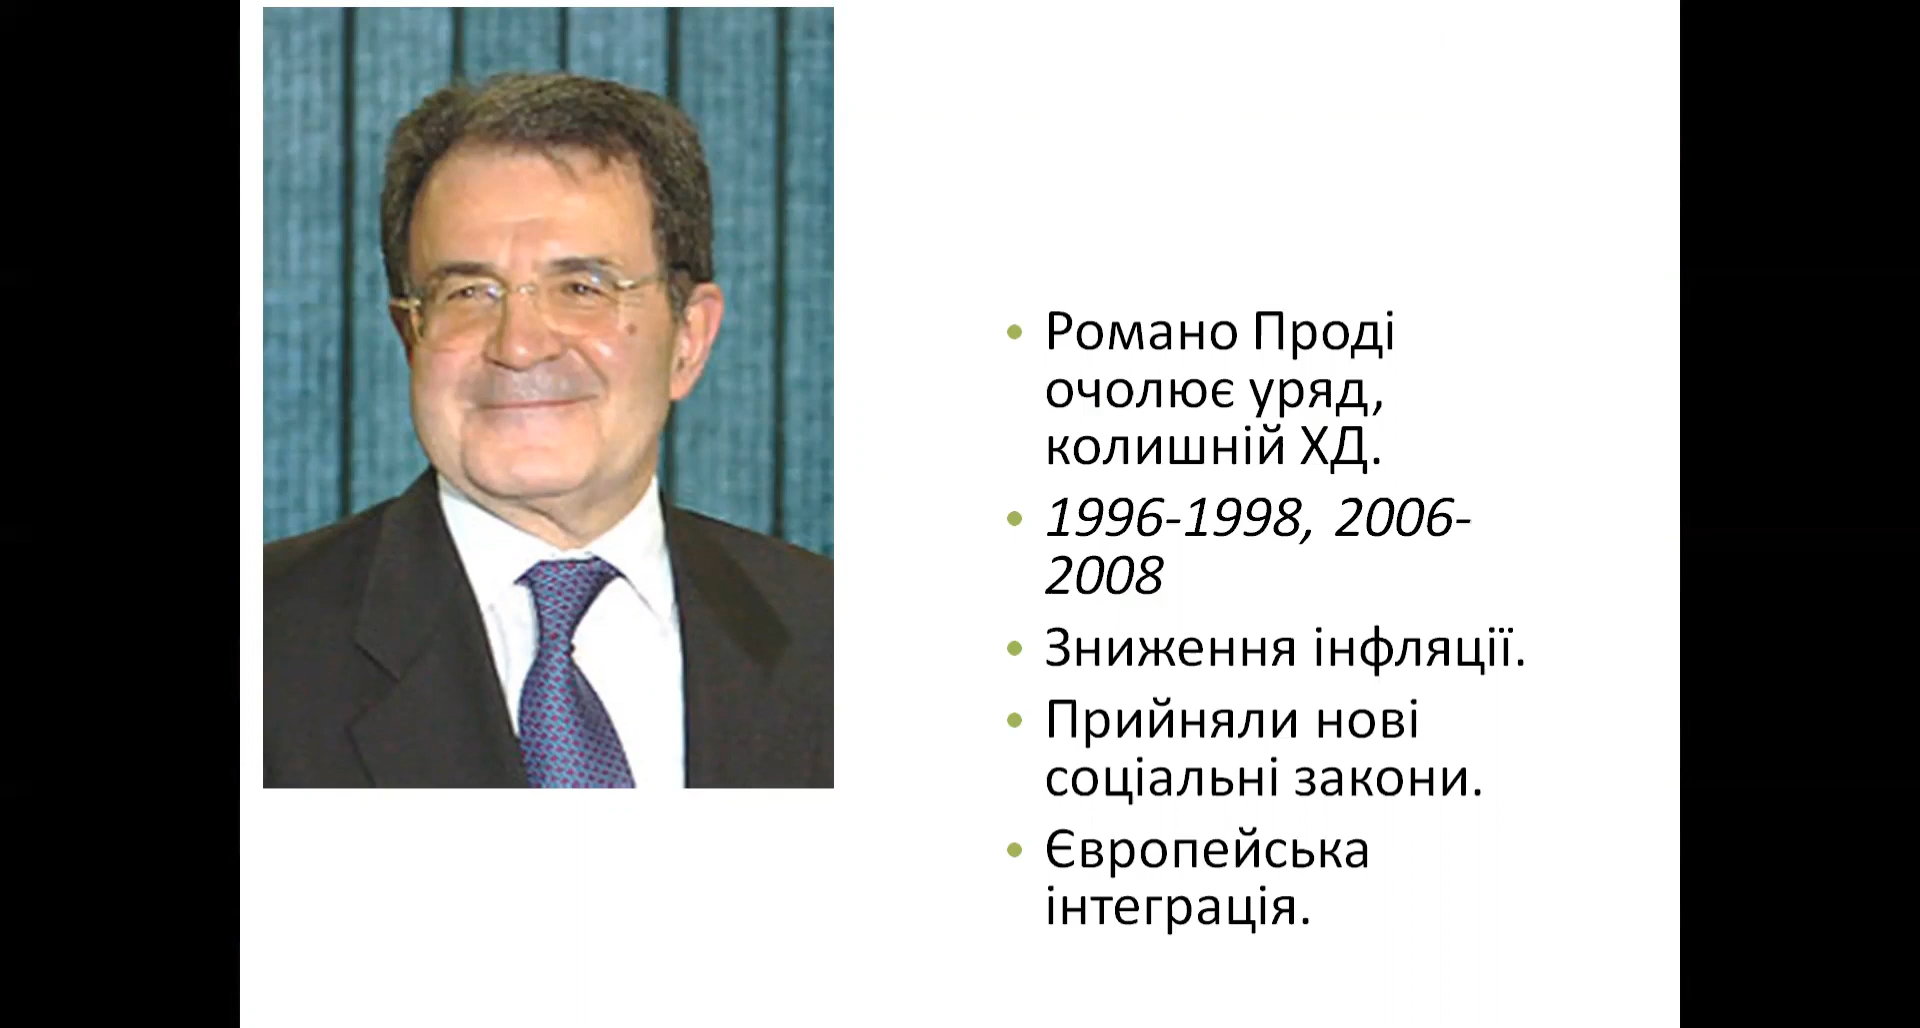 • Романо Проді
очолює уряд,
колишній ХД.
• 1996-1998, 2006-
2008
• Зниження інфляції.
• Прийняли нові
соціальні закони.
• Європейська
інтеграція.